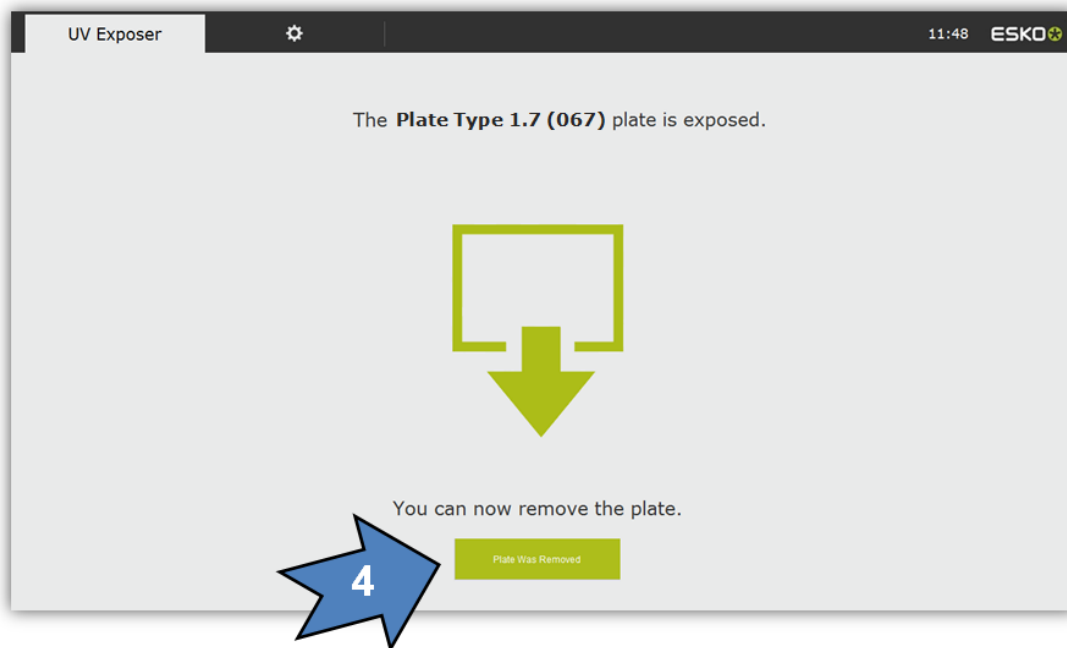 UV Exposer
11:48 ESKO
The Plate Type 1.7 (067) plate is exposed.
You can now remove the plate.
Plate Was Removed
4